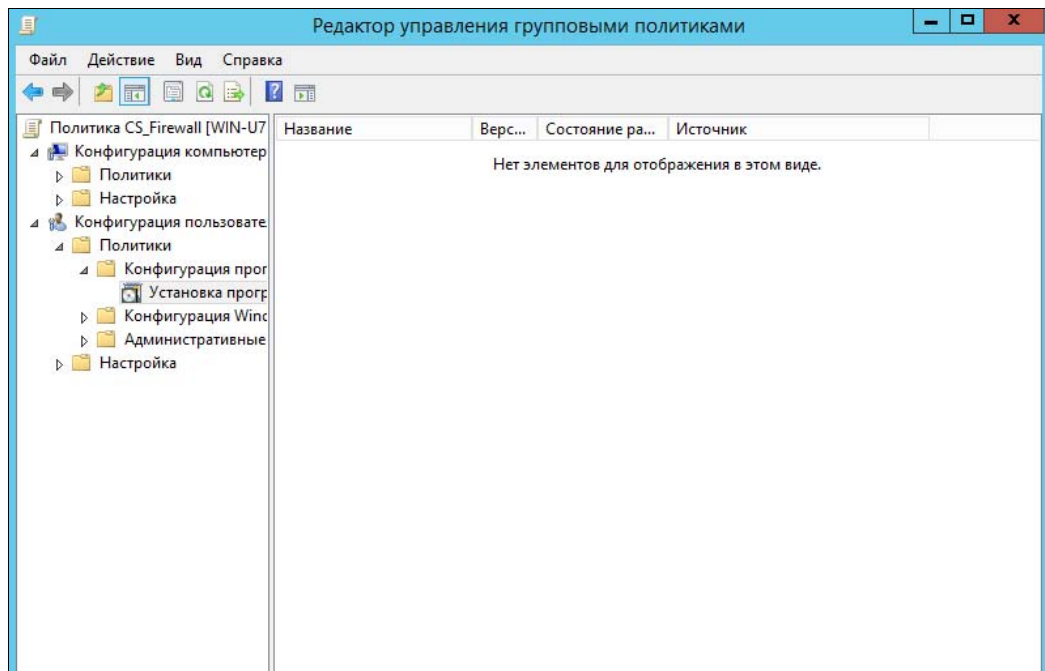 Редактор управления групповыми политиками
Файл Действие Вид Справка
Политика CS_Firewall [WIN-U7
Конфигурация компьютер
Политики
Настройка
Конфигурация пользовате
Политики
Конфигурация прог
Установка прогр
Конфигурация Winc
Административные
Настройка
Название Верс... Состояние ра... Источник
Нет элементов для отображения в этом виде.